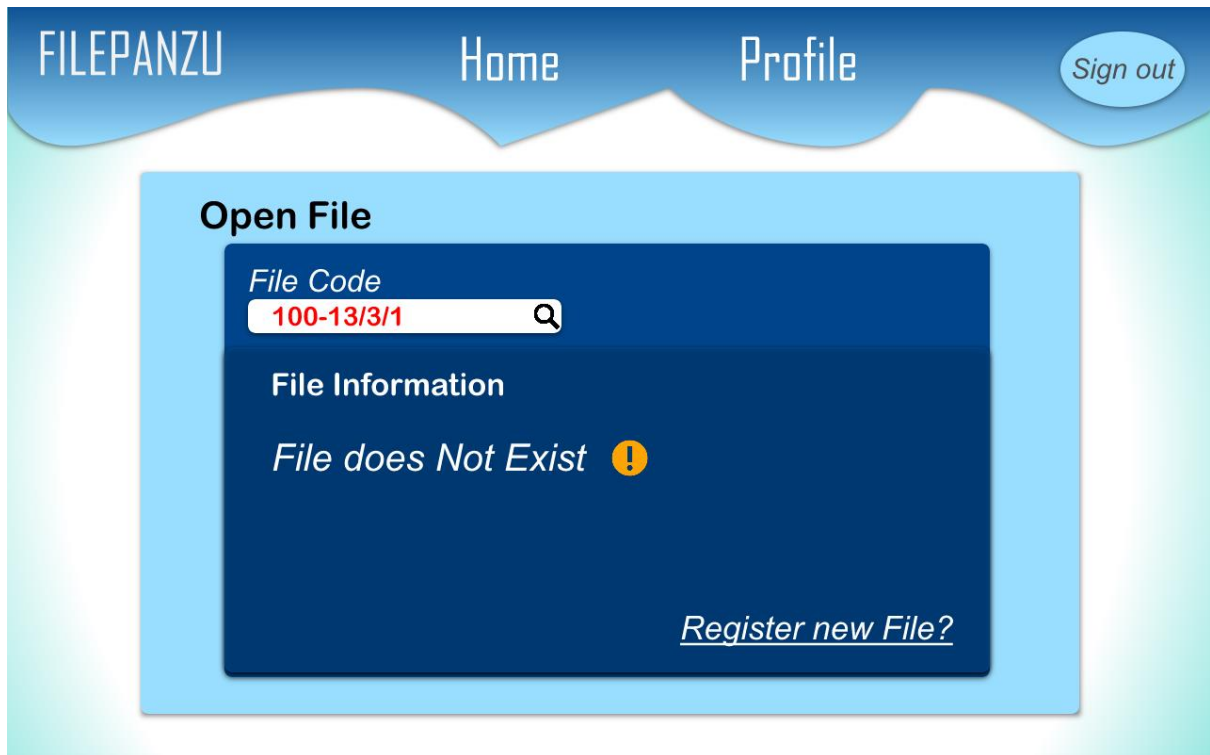 FILEPANZU
Home
Profile
Sign out
Open File
File Code
100-13/3/1
File Information
File does Not Exist
Register new File?